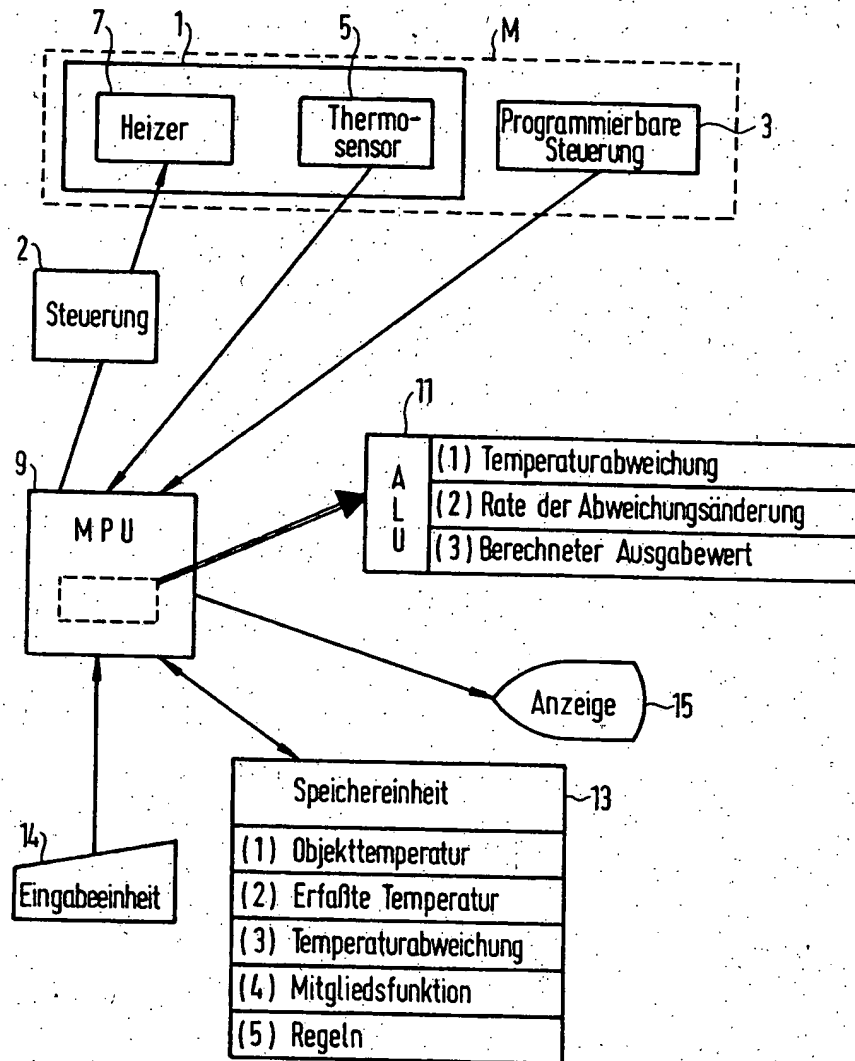 7
1
5
M
Heizer
Thermo-
sensor
Programmierbare
Steuerung
3
2
Steuerung
11
9
MPU
A
L
U
(1) Temperaturabweichung
(2) Rate der Abweichungsänderung
(3) Berechneter Ausgabewert
Anzeige
15
14
Eingabeeinheit
Speichereinheit
13
(1) Objekttemperatur
(2) Erfaßte Temperatur
(3) Temperaturabweichung
(4) Mitgliedsfunktion
(5) Regeln